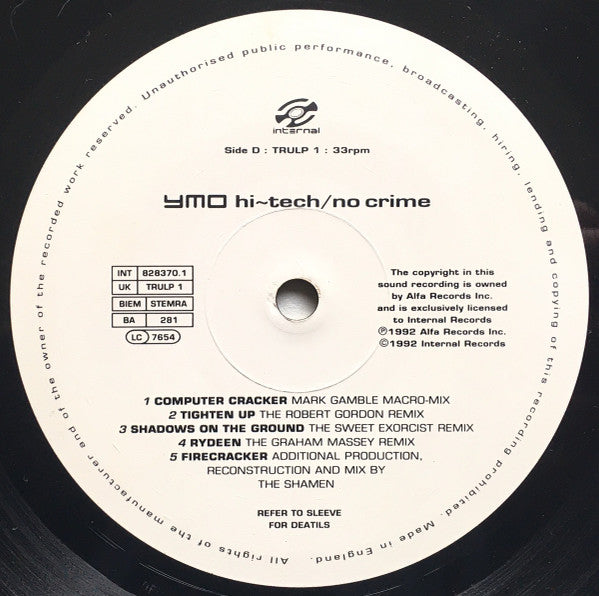 All rights of the manufacturer and of the owner of the recorded work reserved. Unauthorised public performance, broadcasting, hiring, lending and copying of this recording prohibited. Made in England.
internal
Side D : TRULP 1 : 33rpm
YMO hi~tech/no crime
INT 828370.1
UK TRULP 1
BIEM STEMRA
BA 281
LC 7654
The copyright in this
sound recording is owned
by Alfa Records Inc.
and is exclusively licensed
to Internal Records
℗1992 Alfa Records Inc.
©1992 Internal Records
1 COMPUTER CRACKER MARK GAMBLE MACRO-MIX
2 TIGHTEN UP THE ROBERT GORDON REMIX
3 SHADOWS ON THE GROUND THE SWEET EXORCIST REMIX
4 RYDEEN THE GRAHAM MASSEY REMIX
5 FIRECRACKER ADDITIONAL PRODUCTION,
RECONSTRUCTION AND MIX BY
THE SHAMEN
REFER TO SLEEVE
FOR DEATILS